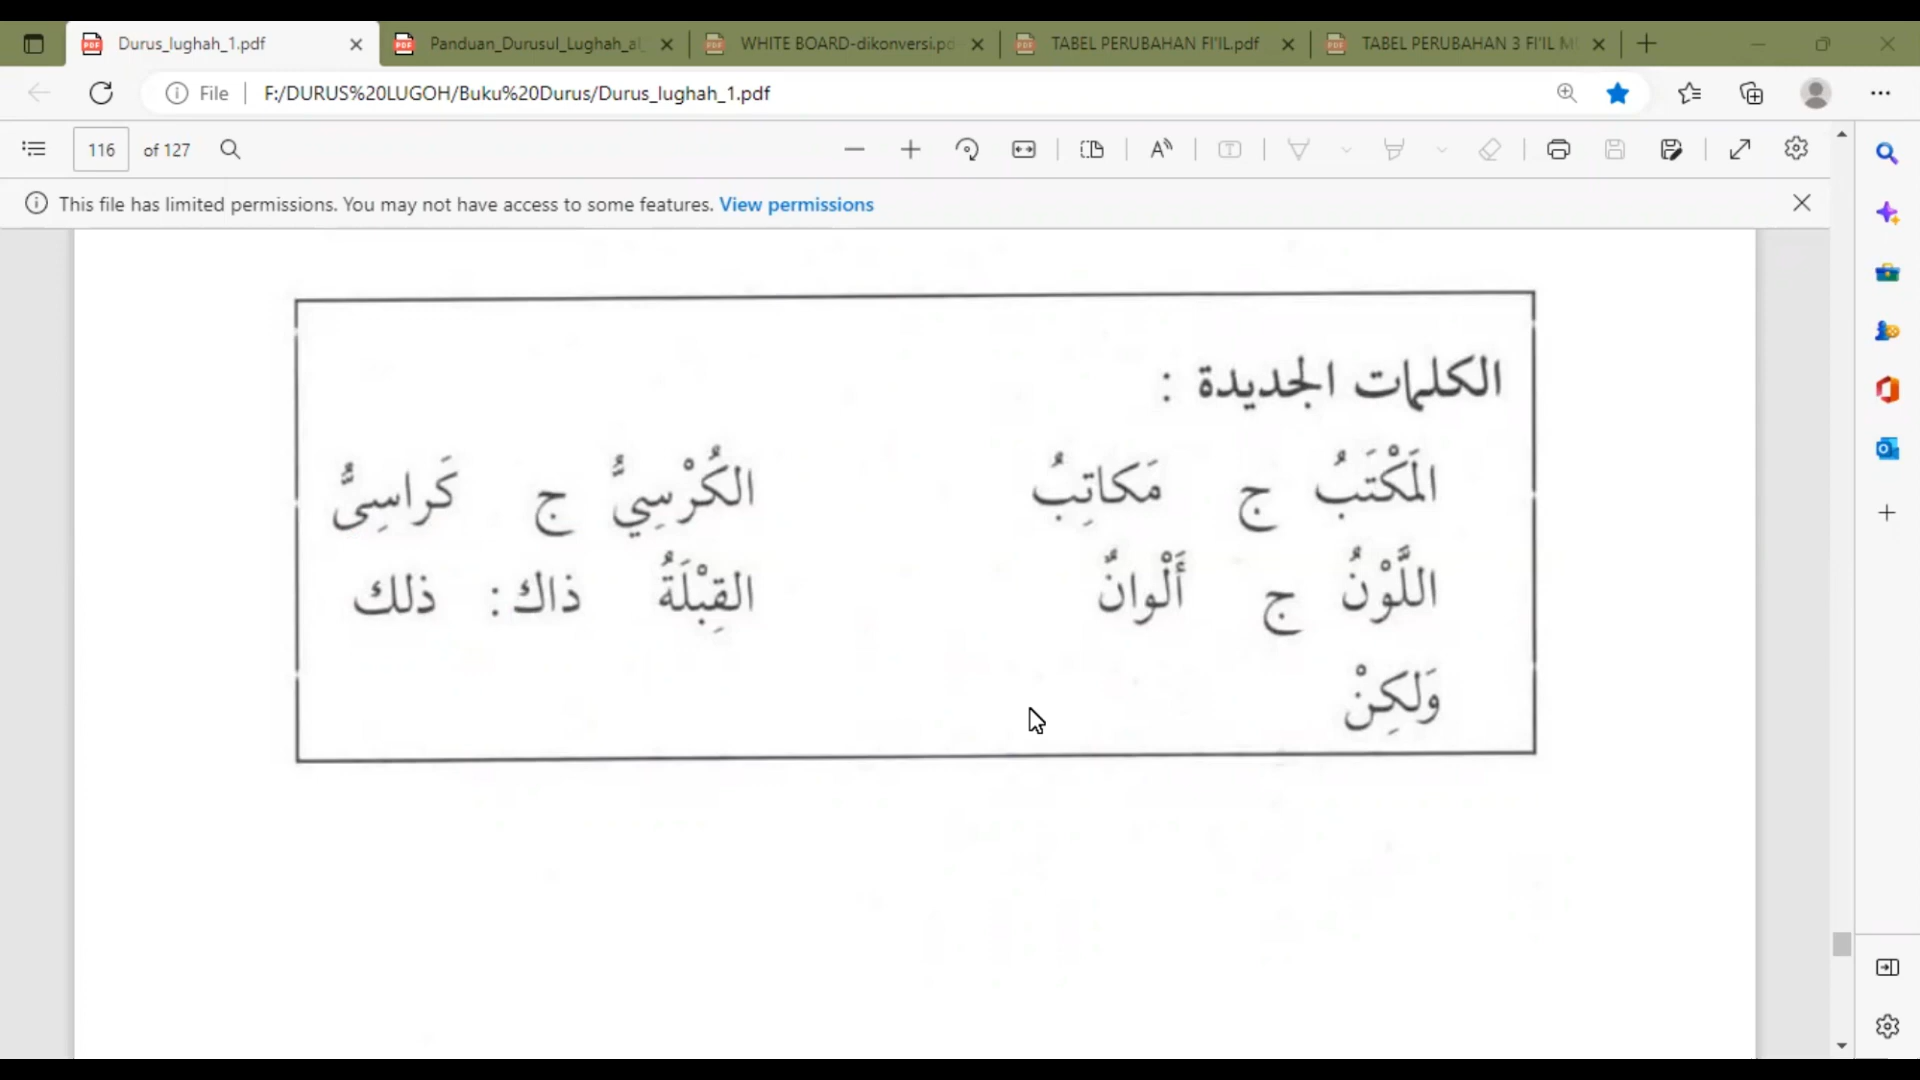 Durus_lughah_1.pdf
Panduan_Durusul_Lughah_al_
WHITE BOARD-dikonversi.pd
TABEL PERUBAHAN FI'IL.pdf
TABEL PERUBAHAN 3 FI'IL M
File
F:/DURUS%20LUGOH/Buku%20Durus/Durus_lughah_1.pdf
116 of 127
This file has limited permissions. You may not have access to some features. View permissions
الكلمات الجديدة :
المَكْتَبُ ج مَكاتِبُ الكُرْسِيُّ ج كَراسِىُّ
اللَّوْنُ ج أَلْوانٌ القِبْلَةُ ذاك : ذلك
وَلكِنْ